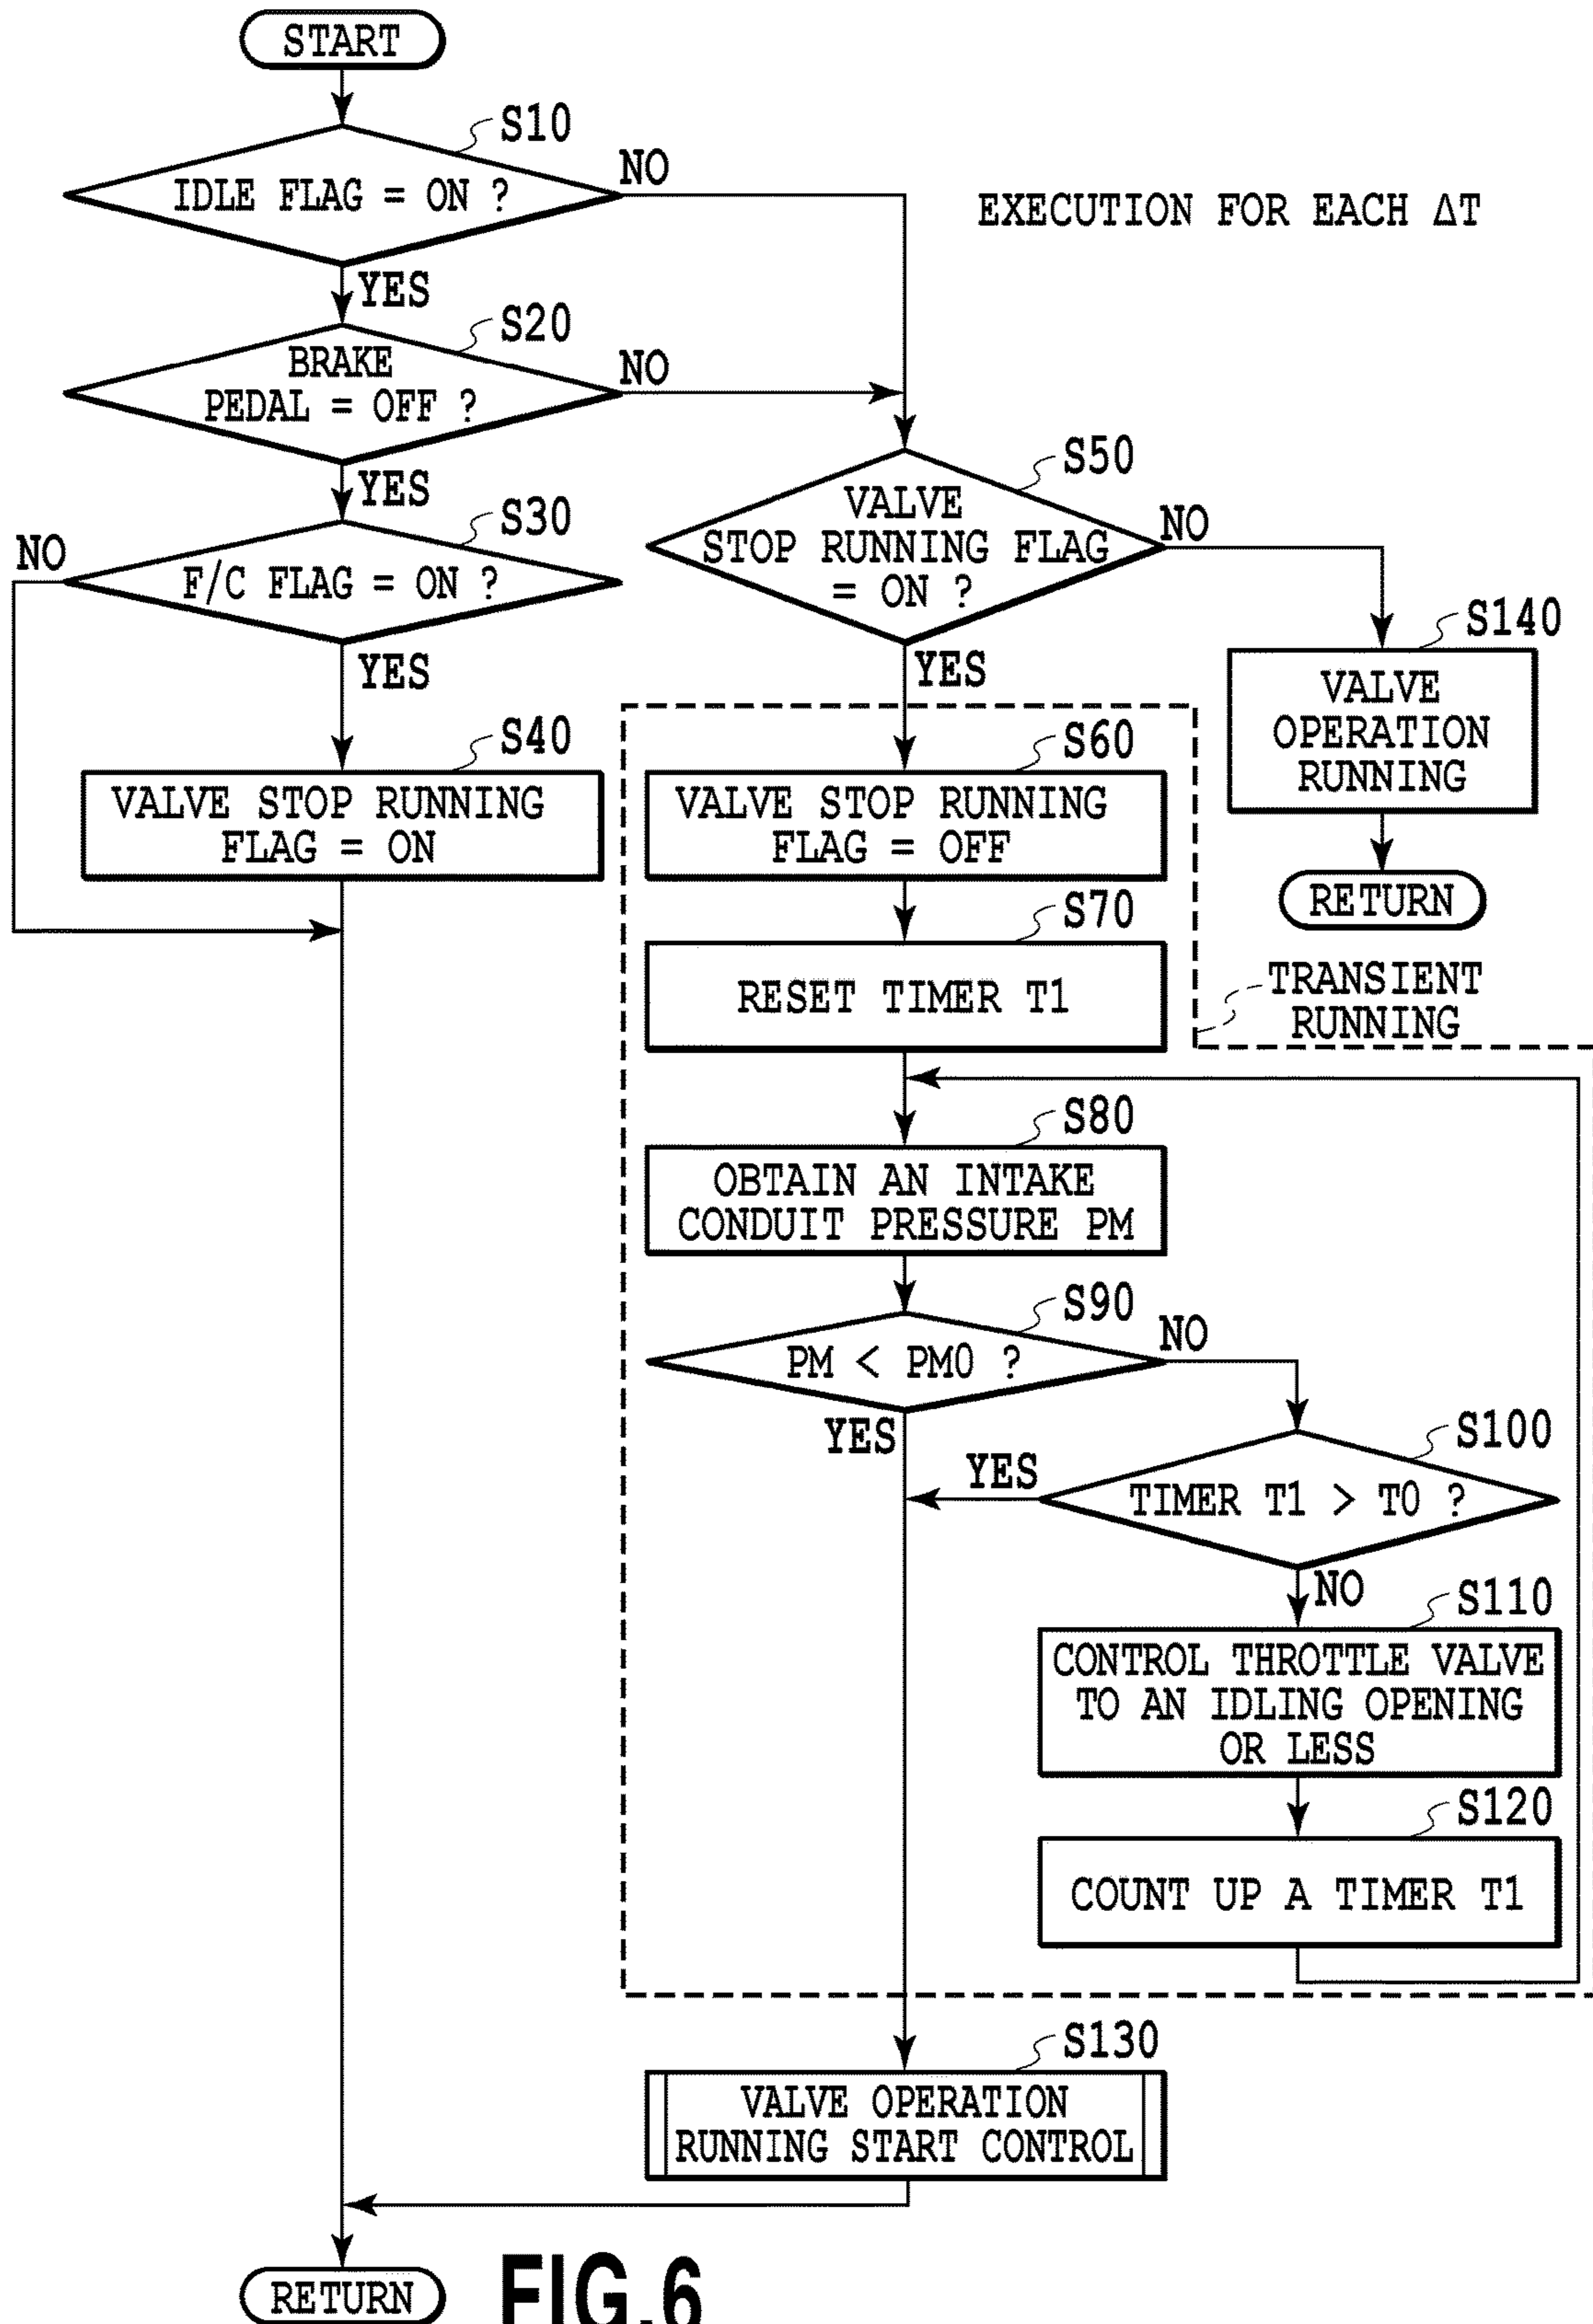 START
S10
IDLE FLAG = ON ?
NO
EXECUTION FOR EACH ΔT
YES
S20
BRAKE
PEDAL = OFF ?
NO
YES
S30
F/C FLAG = ON ?
NO
YES
S40
VALVE STOP RUNNING
FLAG = ON
S50
VALVE
STOP RUNNING FLAG
= ON ?
NO
YES
S140
VALVE
OPERATION
RUNNING
RETURN
S60
VALVE STOP RUNNING
FLAG = OFF
S70
RESET TIMER T1
TRANSIENT
RUNNING
S80
OBTAIN AN INTAKE
CONDUIT PRESSURE PM
S90
PM < PM0 ?
NO
YES
S100
TIMER T1 > T0 ?
YES
NO
S110
CONTROL THROTTLE VALVE
TO AN IDLING OPENING
OR LESS
S120
COUNT UP A TIMER T1
S130
VALVE OPERATION
RUNNING START CONTROL
RETURN
FIG.6